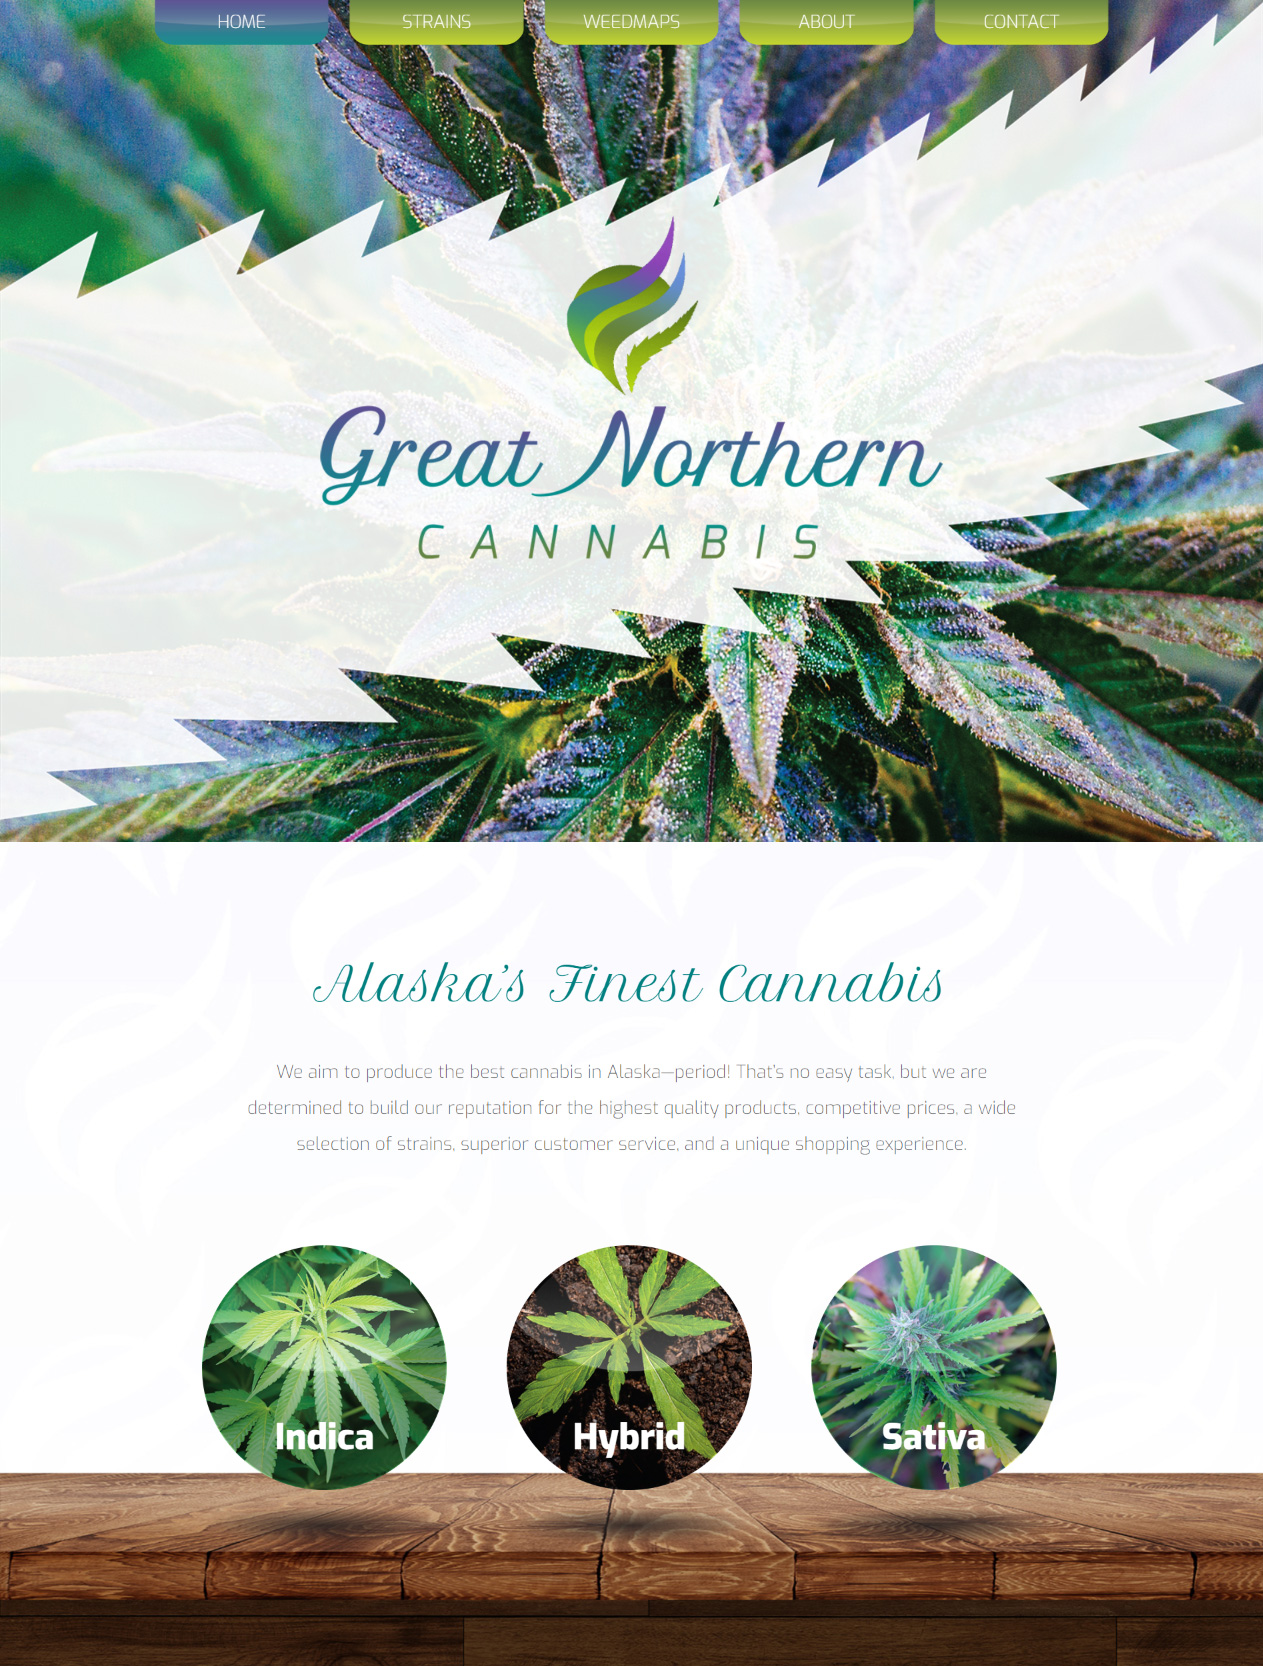 HOME STRAINS WEEDMAPS ABOUT CONTACT
Great Northern
CANNABIS
Alaska’s Finest Cannabis
We aim to produce the best cannabis in Alaska—period! That’s no easy task, but we are
determined to build our reputation for the highest quality products, competitive prices, a wide
selection of strains, superior customer service, and a unique shopping experience.
Indica Hybrid Sativa